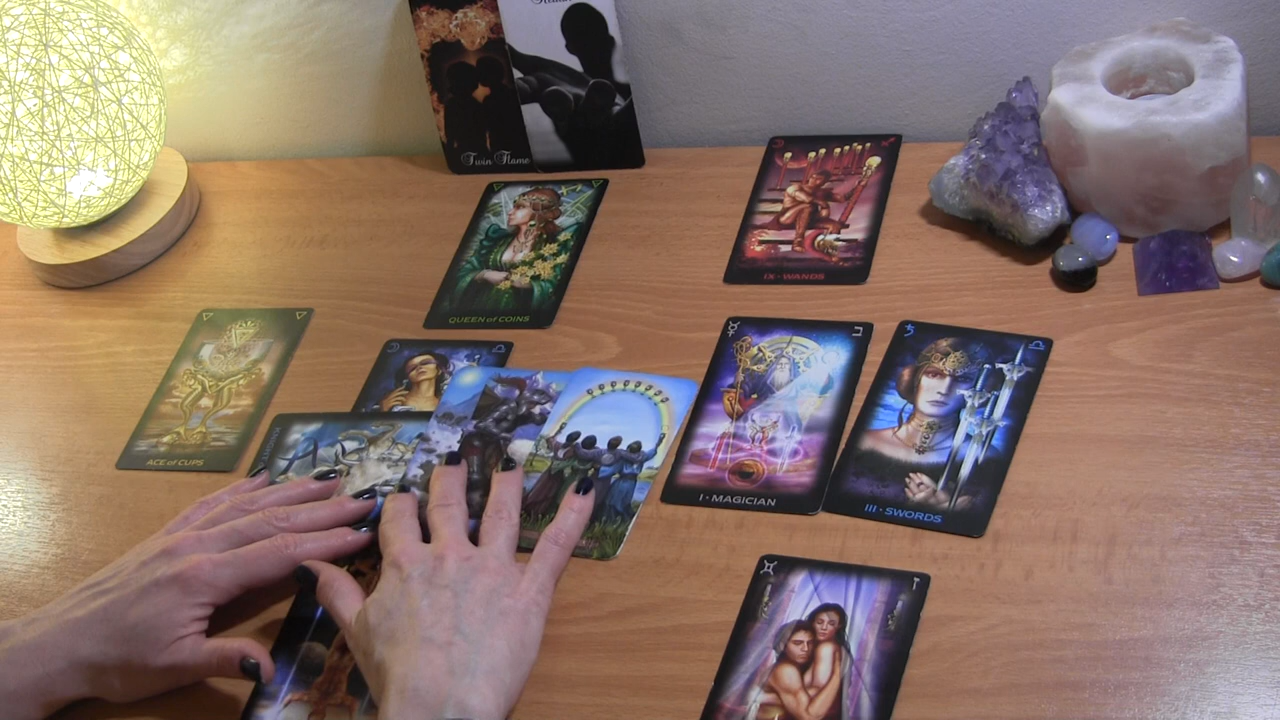 Twin Flame
QUEEN of COINS
IX · WANDS
ACE of CUPS
I · MAGICIAN
III · SWORDS